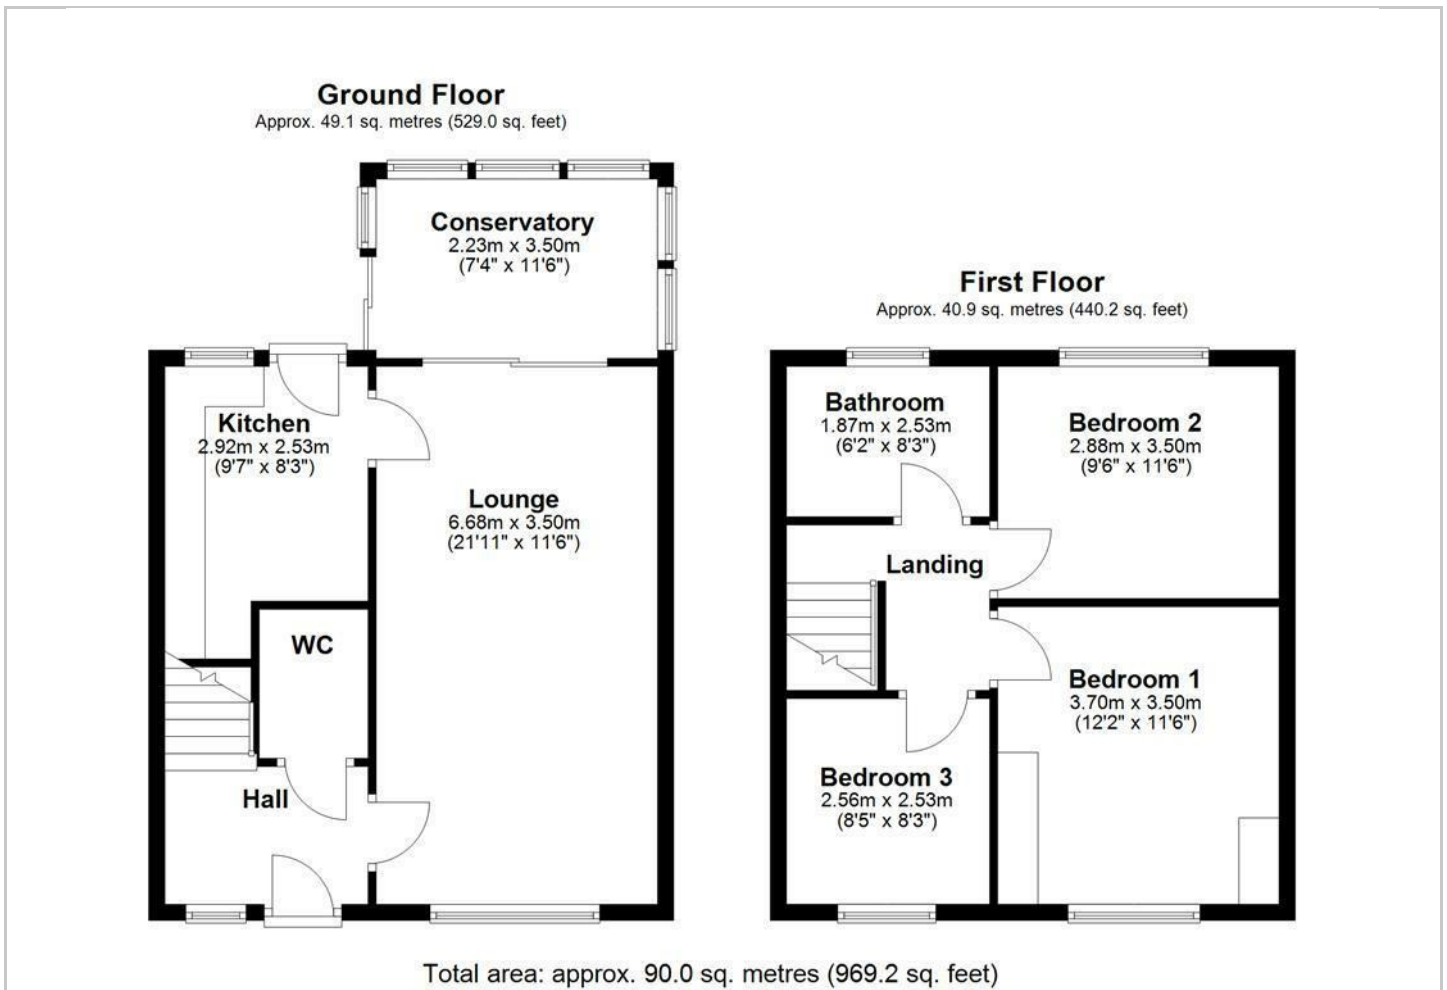 Ground Floor
Approx. 49.1 sq. metres (529.0 sq. feet)
Conservatory
2.23m x 3.50m
(7'4" x 11'6")
Kitchen
2.92m x 2.53m
(9'7" x 8'3")
Lounge
6.68m x 3.50m
(21'11" x 11'6")
WC
Hall
First Floor
Approx. 40.9 sq. metres (440.2 sq. feet)
Bathroom
1.87m x 2.53m
(6'2" x 8'3")
Bedroom 2
2.88m x 3.50m
(9'6" x 11'6")
Landing
Bedroom 1
3.70m x 3.50m
(12'2" x 11'6")
Bedroom 3
2.56m x 2.53m
(8'5" x 8'3")
Total area: approx. 90.0 sq. metres (969.2 sq. feet)